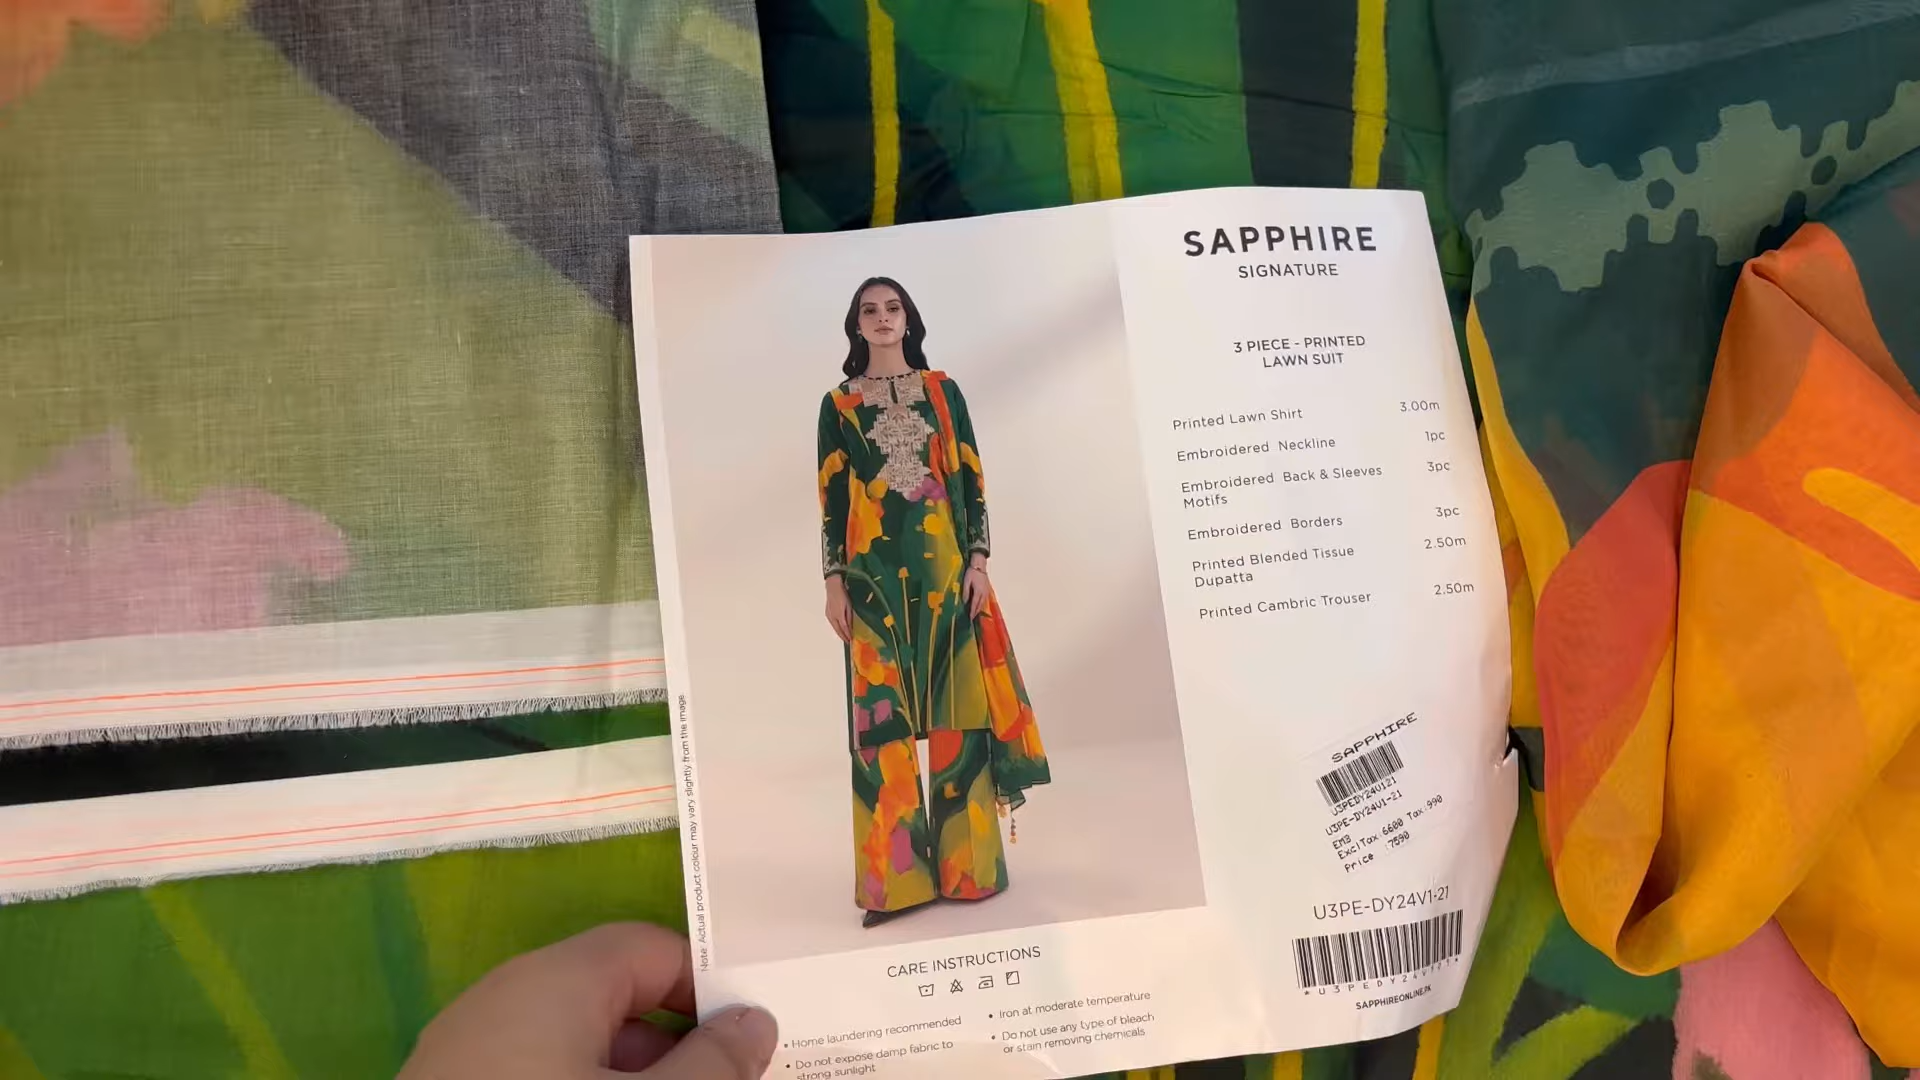 SAPPHIRE
SIGNATURE
3 PIECE - PRINTED
LAWN SUIT
Printed Lawn Shirt 3.00m
Embroidered Neckline 1pc
Embroidered Back & Sleeves 3pc
Motifs
Embroidered Borders 3pc
Printed Blended Tissue 2.50m
Dupatta
Printed Cambric Trouser 2.50m
SAPPHIRE
U3PEDY24V121
U3PE-DY24V1-21
EM3
ExclTax:6600 Tax:990
Price :7590
U3PE-DY24V1-21
*U3PEDY24V121*
SAPPHIREONLINE.PK
Note: Actual product colour may vary slightly from the image.
CARE INSTRUCTIONS
• Home laundering recommended
• Do not expose damp fabric to
strong sunlight
• Iron at moderate temperature
• Do not use any type of bleach
or stain removing chemicals